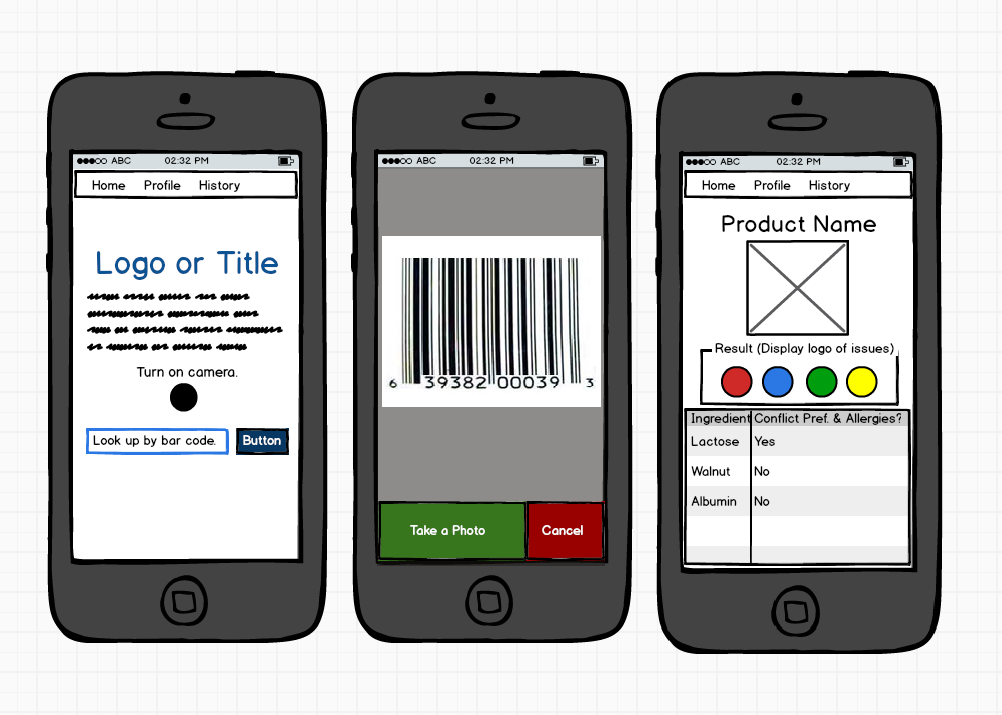 ABC 02:32 PM
Home Profile History
Logo or Title
Turn on camera.
Look up by bar code. Button
ABC 02:32 PM
6 39382 00039 3
Take a Photo Cancel
ABC 02:32 PM
Home Profile History
Product Name
Result (Display logo of issues)
Ingredient Conflict Pref. & Allergies?
Lactose Yes
Walnut No
Albumin No